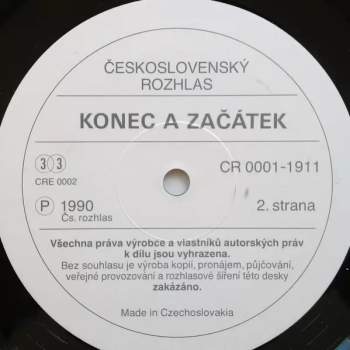 ČESKOSLOVENSKÝ
ROZHLAS
KONEC A ZAČÁTEK
33 CR 0001-1911
CRE 0002
P 1990 2. strana
Čs. rozhlas
Všechna práva výrobce a vlastníků autorských práv
k dílu jsou vyhrazena.
Bez souhlasu je výroba kopií, pronájem, půjčování,
veřejné provozování a rozhlasové šíření této desky
zakázáno.
Made in Czechoslovakia